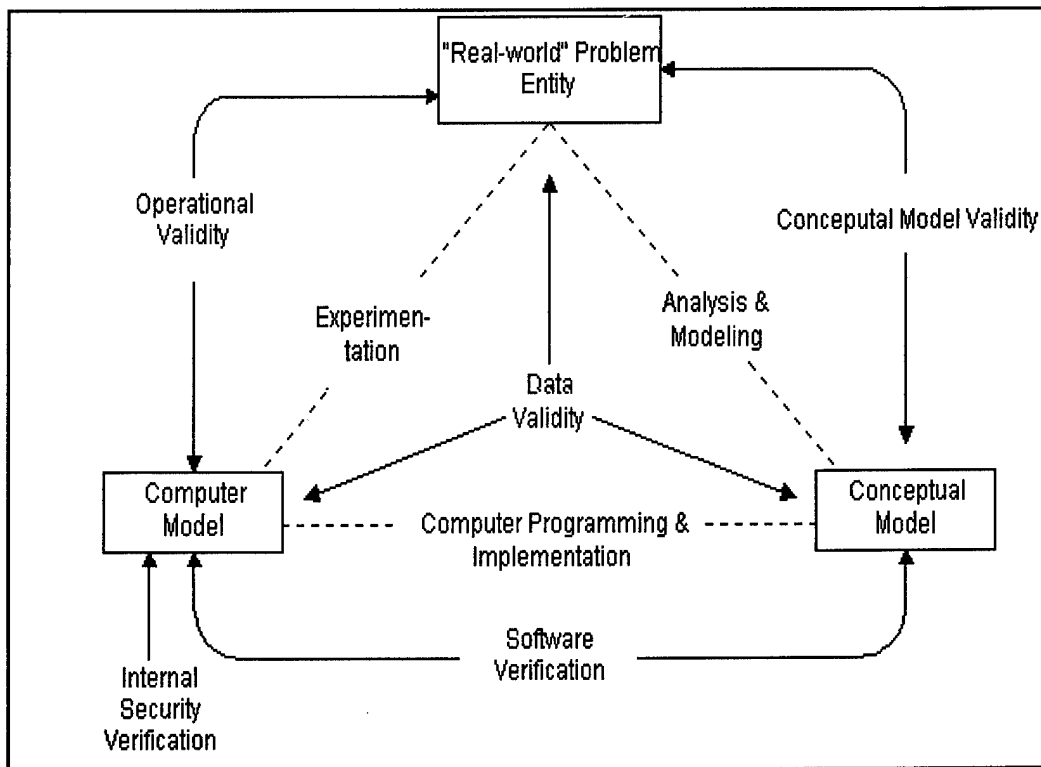 "Real-world" Problem
Entity
Operational
Validity
Conceputal Model Validity
Experimen-
tation
Analysis &
Modeling
Data
Validity
Computer
Model
Conceptual
Model
Computer Programming &
Implementation
Software
Verification
Internal
Security
Verification